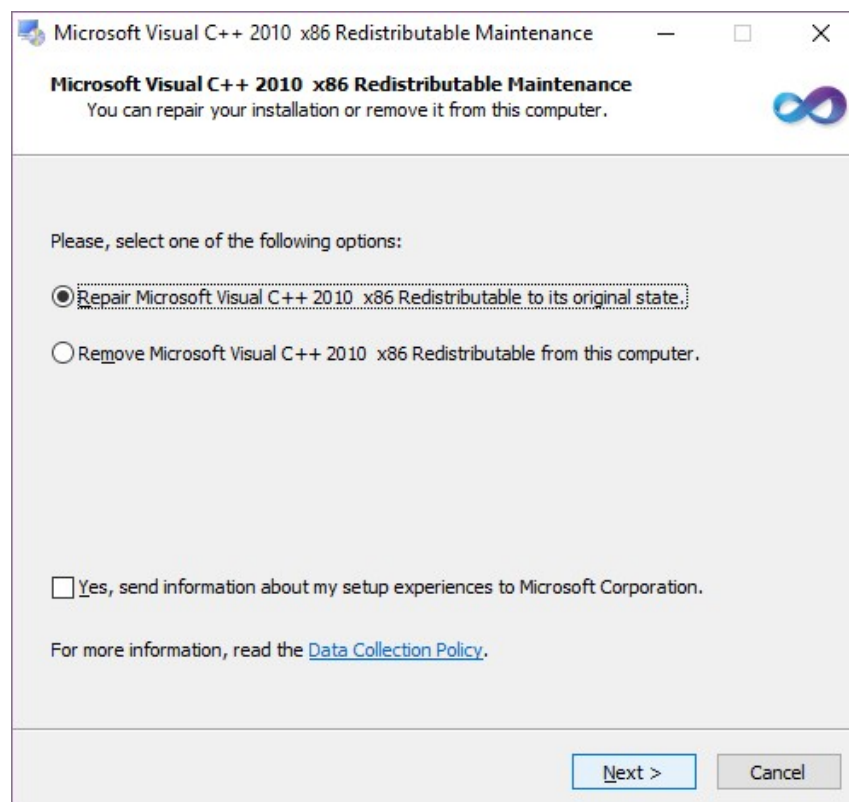 Microsoft Visual C++ 2010  x86 Redistributable Maintenance
Microsoft Visual C++ 2010  x86 Redistributable Maintenance
You can repair your installation or remove it from this computer.
Please, select one of the following options:
Repair Microsoft Visual C++ 2010  x86 Redistributable to its original state.
Remove Microsoft Visual C++ 2010  x86 Redistributable from this computer.
Yes, send information about my setup experiences to Microsoft Corporation.
For more information, read the Data Collection Policy.
Next >
Cancel